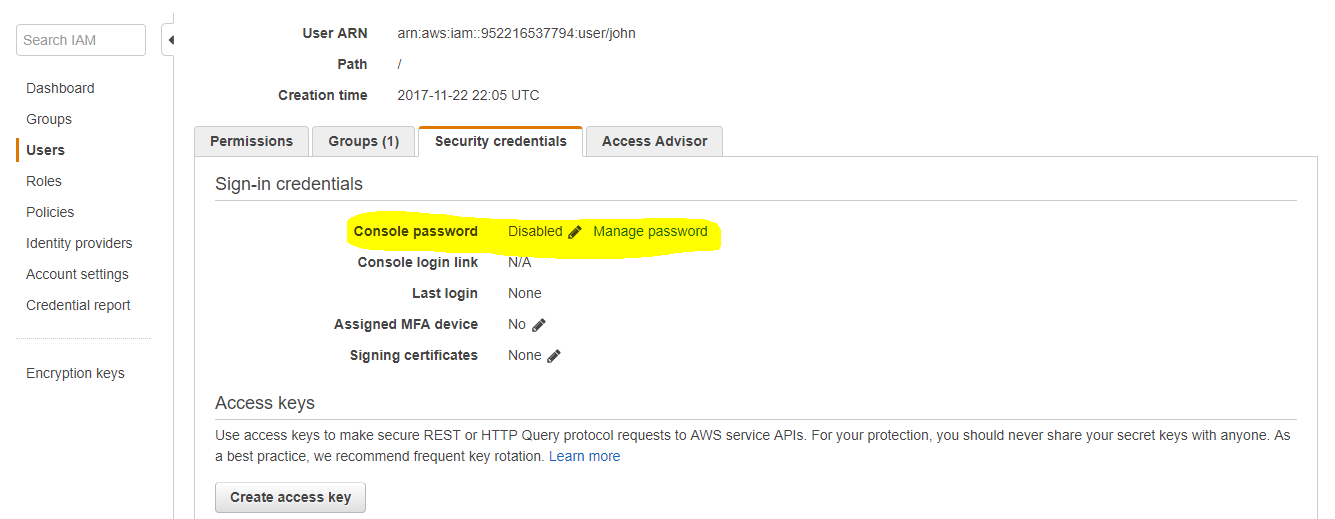 Search IAM
Dashboard
Groups
Users
Roles
Policies
Identity providers
Account settings
Credential report
Encryption keys
User ARN arn:aws:iam::952216537794:user/john
Path /
Creation time 2017-11-22 22:05 UTC
Permissions Groups (1) Security credentials Access Advisor
Sign-in credentials
Console password Disabled Manage password
Console login link N/A
Last login None
Assigned MFA device No
Signing certificates None
Access keys
Use access keys to make secure REST or HTTP Query protocol requests to AWS service APIs. For your protection, you should never share your secret keys with anyone. As
a best practice, we recommend frequent key rotation. Learn more
Create access key